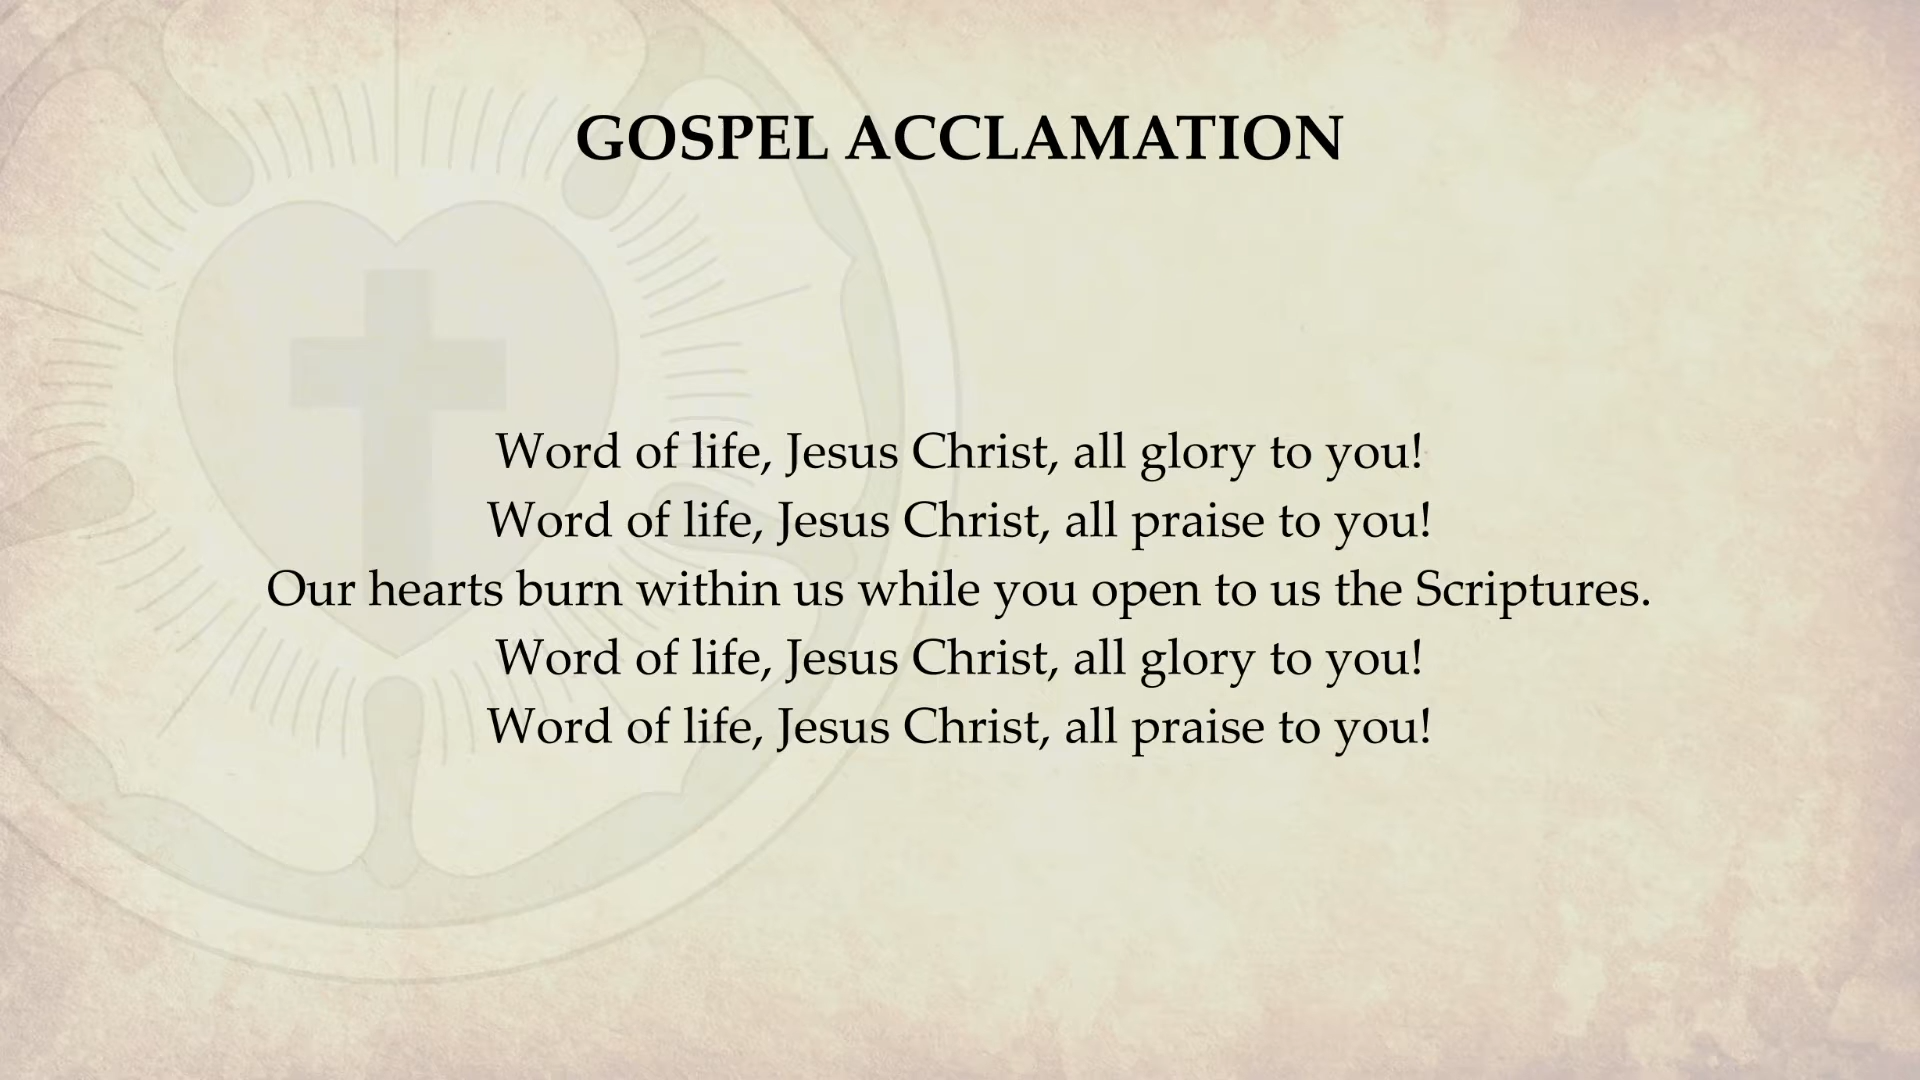 GOSPEL ACCLAMATION
Word of life, Jesus Christ, all glory to you!
Word of life, Jesus Christ, all praise to you!
Our hearts burn within us while you open to us the Scriptures.
Word of life, Jesus Christ, all glory to you!
Word of life, Jesus Christ, all praise to you!